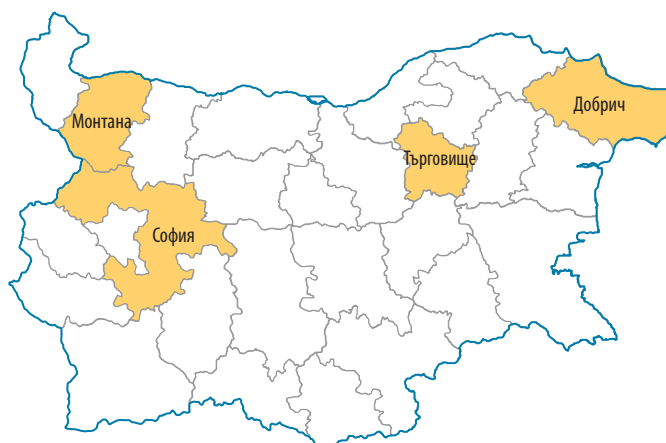 Добрич
Монтана
Търговище
София